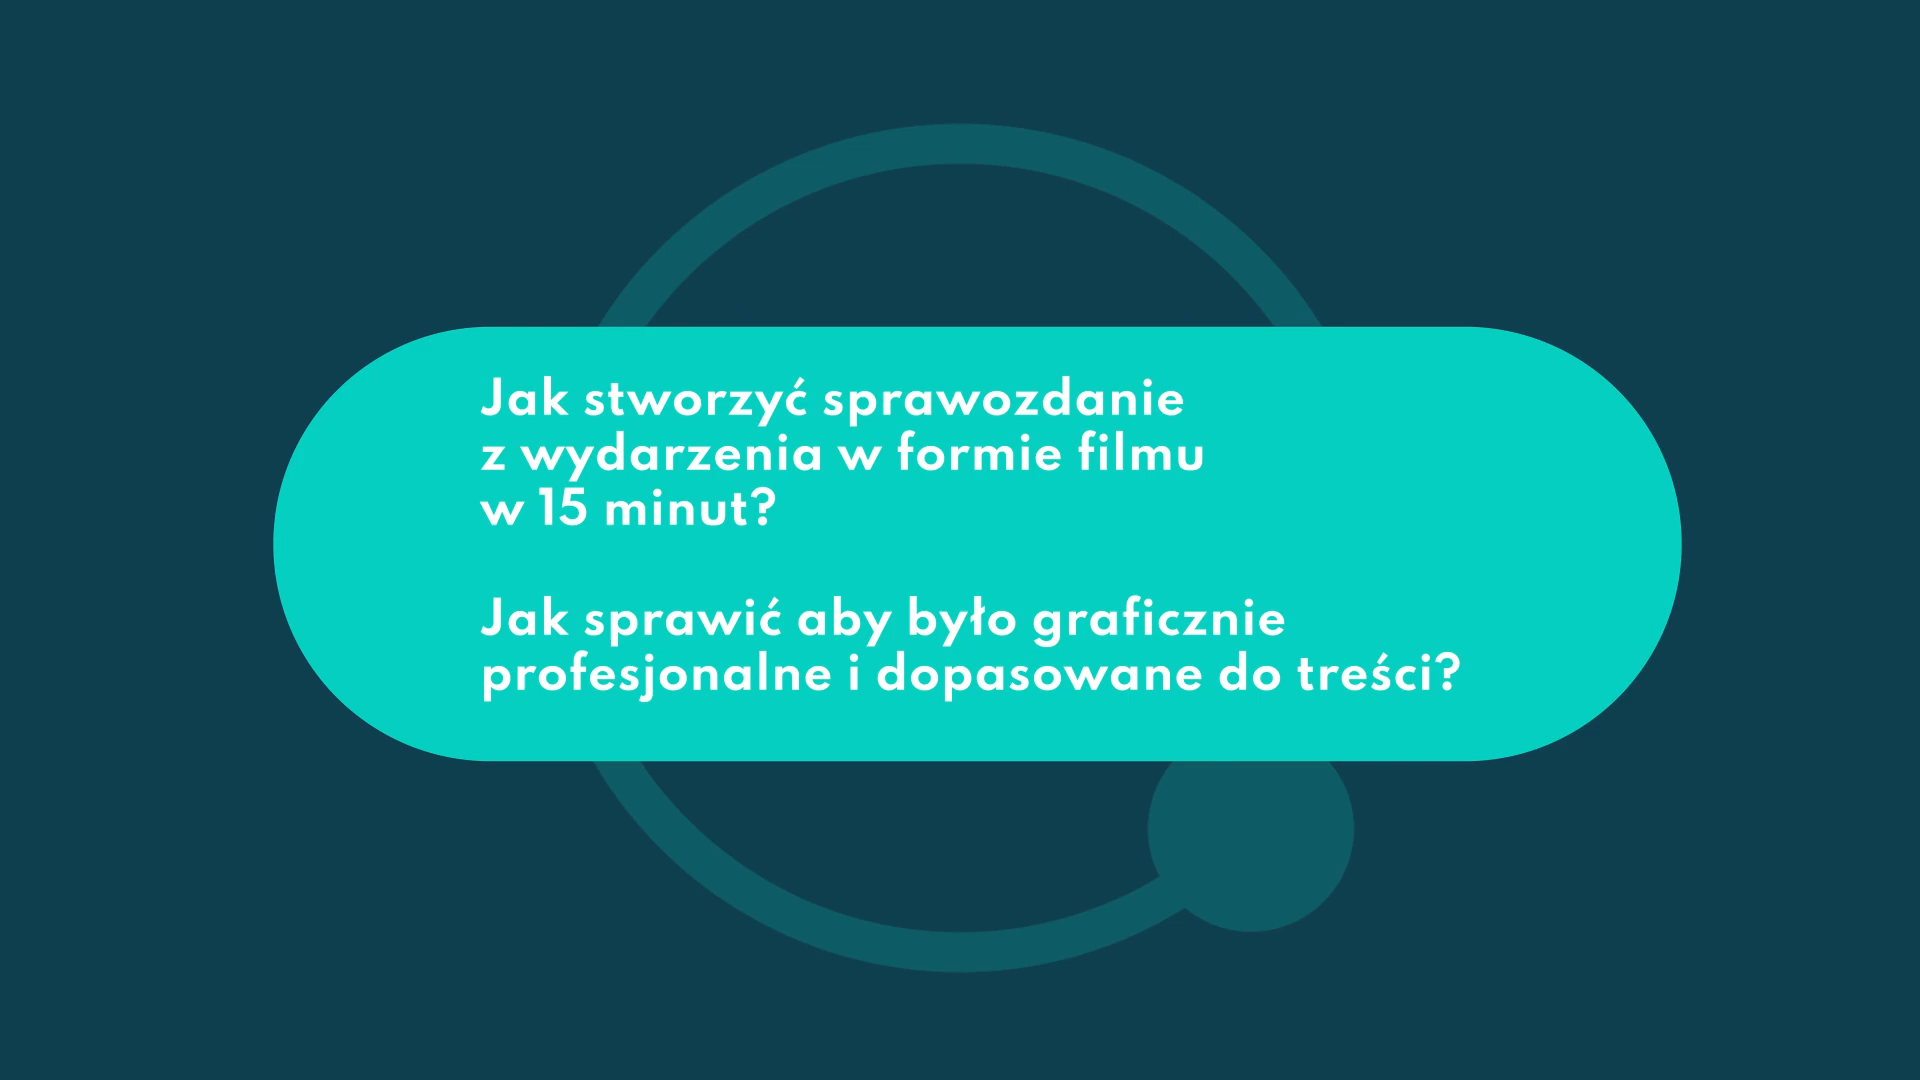 Jak stworzyć sprawozdanie
z wydarzenia w formie filmu
w 15 minut?
Jak sprawić aby było graficznie
profesjonalne i dopasowane do treści?